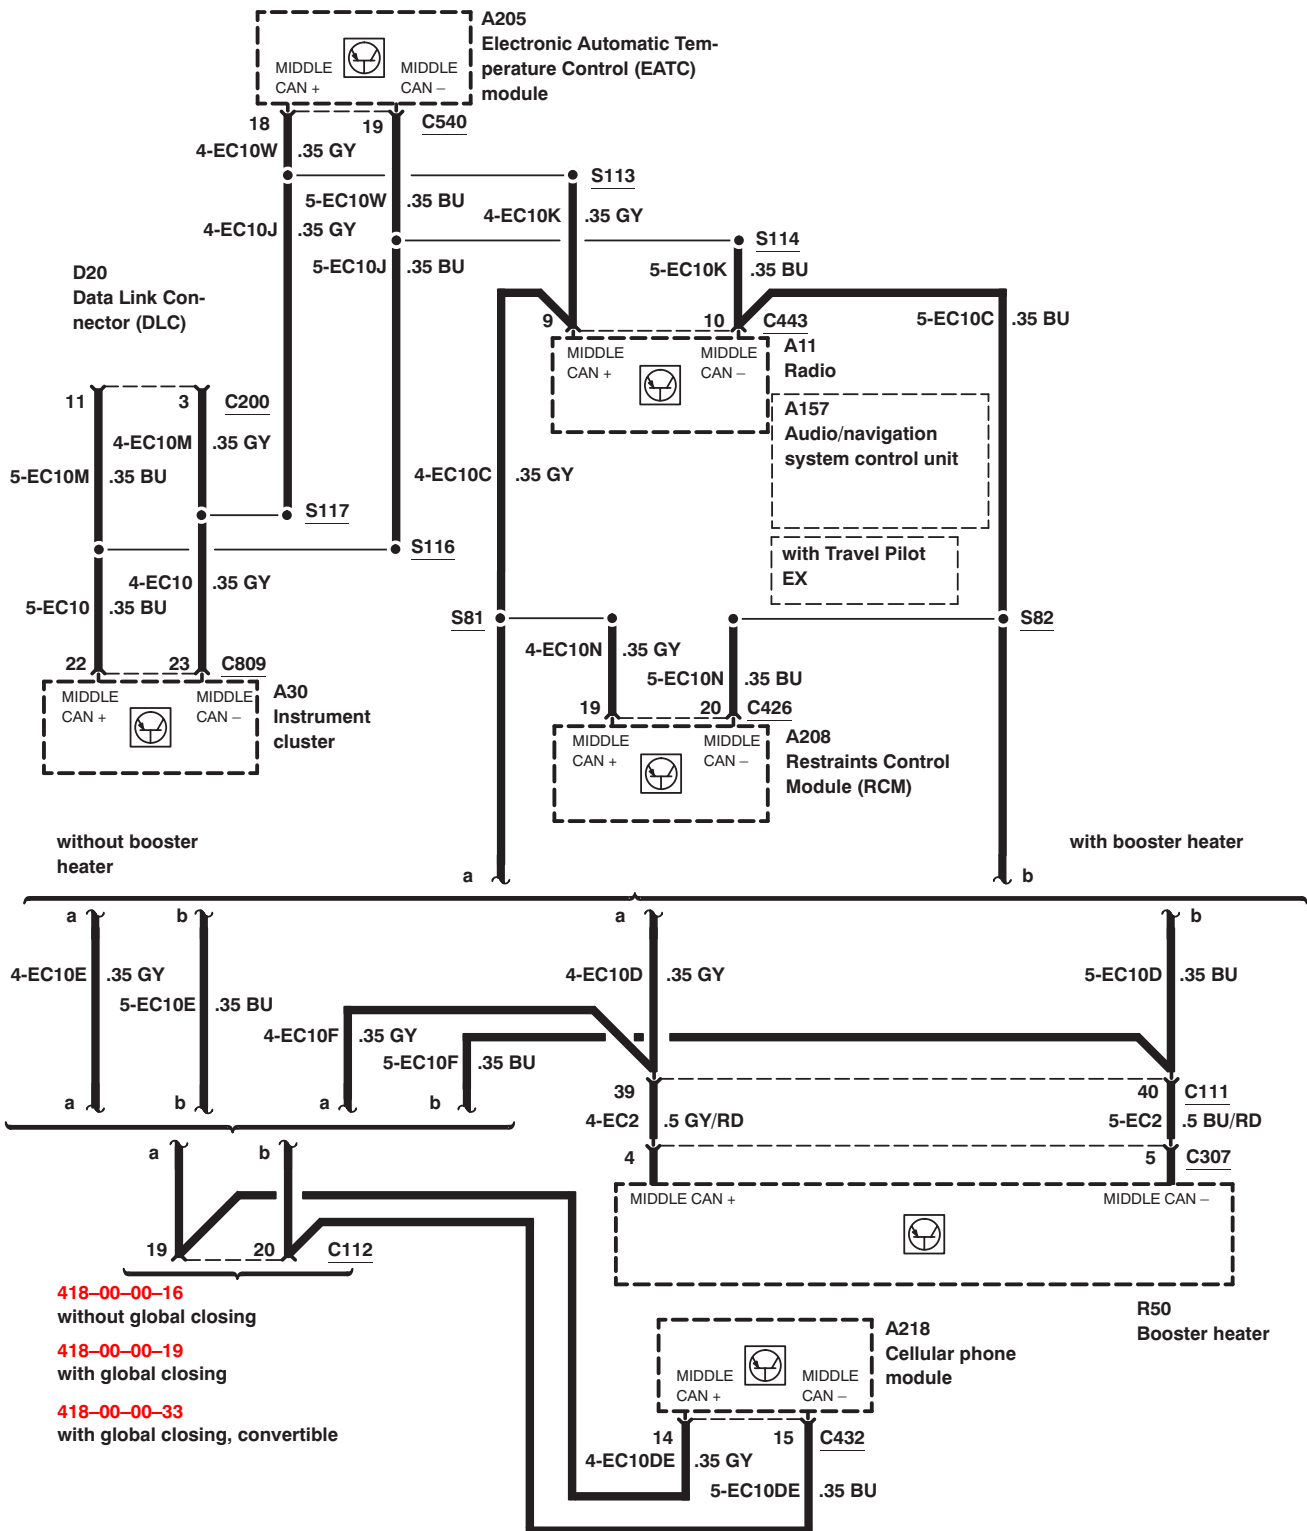 A205
Electronic Automatic Tem-
perature Control (EATC)
module
MIDDLE
CAN +
MIDDLE
CAN –
18
19
C540
4-EC10W
.35 GY
S113
5-EC10W
.35 BU
4-EC10K
.35 GY
4-EC10J
.35 GY
S114
5-EC10J
.35 BU
5-EC10K
.35 BU
D20
Data Link Con-
nector (DLC)
9
10
C443
5-EC10C
.35 BU
MIDDLE
CAN +
MIDDLE
CAN –
A11
Radio
11
3
C200
A157
Audio/navigation
system control unit
4-EC10M
.35 GY
5-EC10M
.35 BU
4-EC10C
.35 GY
S117
S116
with Travel Pilot
EX
4-EC10
.35 GY
5-EC10
.35 BU
S81
S82
4-EC10N
.35 GY
5-EC10N
.35 BU
22
23
C809
MIDDLE
CAN +
MIDDLE
CAN –
A30
Instrument
cluster
19
20
C426
MIDDLE
CAN +
MIDDLE
CAN –
A208
Restraints Control
Module (RCM)
without booster
heater
with booster heater
a
b
a
b
a
b
4-EC10E
.35 GY
5-EC10E
.35 BU
4-EC10D
.35 GY
5-EC10D
.35 BU
4-EC10F
.35 GY
5-EC10F
.35 BU
a
b
a
b
39
40
C111
4-EC2
.5 GY/RD
5-EC2
.5 BU/RD
a
b
4
5
C307
MIDDLE CAN +
MIDDLE CAN –
19
20
C112
R50
Booster heater
418–00–00–16
without global closing
418–00–00–19
with global closing
418–00–00–33
with global closing, convertible
A218
Cellular phone
module
MIDDLE
CAN +
MIDDLE
CAN –
14
15
C432
4-EC10DE
.35 GY
5-EC10DE
.35 BU